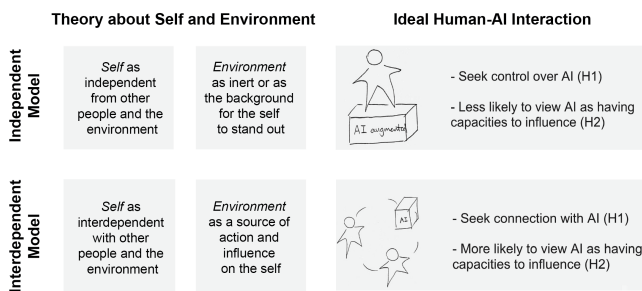 Theory about Self and Environment
Ideal Human-AI Interaction
Independent
Model
Self as
independent
from other
people and the
environment
Environment
as inert or as
the background
for the self
to stand out
AI augmented
- Seek control over AI (H1)
- Less likely to view AI as having
capacities to influence (H2)
Interdependent
Model
Self as
interdependent
with other
people and the
environment
Environment
as a source of
action and
influence
on the self
AI
- Seek connection with AI (H1)
- More likely to view AI as having
capacities to influence (H2)